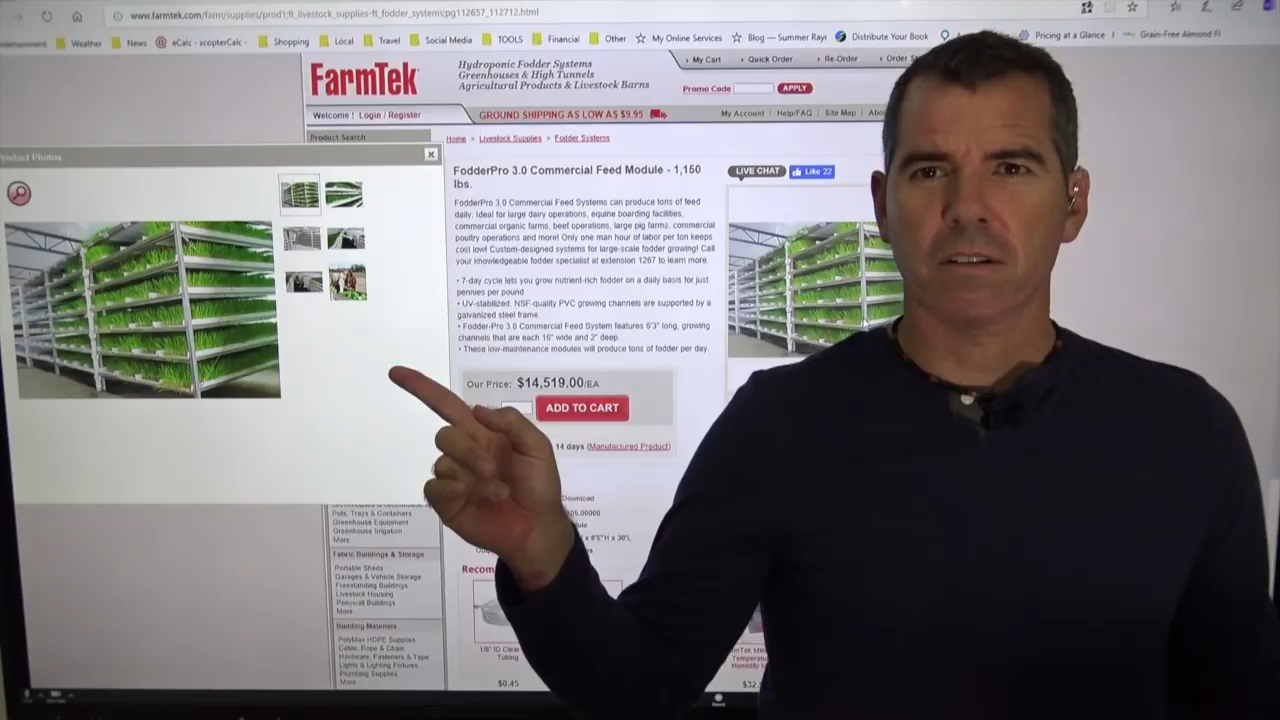 www.farmtek.com/farm/supplies/prod1;ft_livestock_supplies-ft_fodder_systems;pg112657_112712.html
Weather
News
eCalc - xcopterCalc -
Shopping
Local
Travel
Social Media
TOOLS
Financial
Other
My Online Services
Blog — Summer Rayn
Distribute Your Book
Pricing at a Glance
Grain-Free Almond Fl
FarmTek
Hydroponic Fodder Systems
Greenhouses & High Tunnels
Agricultural Products & Livestock Barns
My Cart
Quick Order
Re-Order
Promo Code
APPLY
Welcome ! Login / Register
GROUND SHIPPING AS LOW AS $9.95
My Account
Help/FAQ
Site Map
Product Search
Home > Livestock Supplies > Fodder Systems
Photos
FodderPro 3.0 Commercial Feed Module - 1,150
lbs.
LIVE CHAT
Like 22
FodderPro 3.0 Commercial Feed Systems can produce tons of feed
daily. Ideal for large dairy operations, equine boarding facilities,
commercial organic farms, beef operations, large pig farms, commercial
poultry operations and more! Only one man hour of labor per ton keeps
cost low! Custom-designed systems for large-scale fodder growing! Call
your knowledgeable fodder specialist at extension 1267 to learn more.
• 7-day cycle lets you grow nutrient-rich fodder on a daily basis for just
pennies per pound
• UV-stabilized, NSF-quality PVC growing channels are supported by a
galvanized steel frame.
• Fodder-Pro 3.0 Commercial Feed System features 6'3" long, growing
channels that are each 16" wide and 2" deep
• These low-maintenance modules will produce tons of fodder per day.
Our Price: $14,519.00/EA
ADD TO CART
14 days (Manufactured Product)
Download
Pots, Trays & Containers
Greenhouse Equipment
Greenhouse Irrigation
More...
Fabric Buildings & Storage
Portable Sheds
Garages & Vehicle Storage
Freestanding Buildings
Livestock Housing
Ponywall Buildings
More...
Building Materials
PolyMax HDPE Supplies
Cable, Rope & Chain
Hardware, Fasteners & Tape
Lights & Lighting Fixtures
Plumbing Supplies
More...
Recom
1/8" ID Clear
Tubing
$0.45